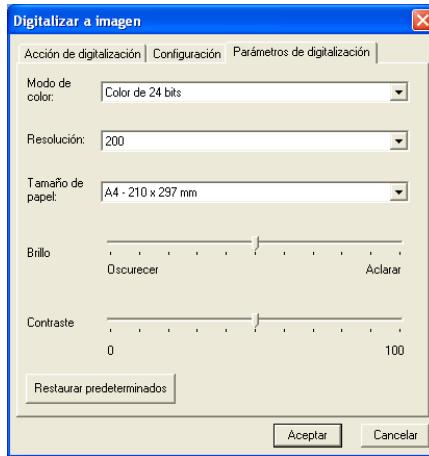 Digitalizar a imagen
Acción de digitalización Configuración Parámetros de digitalización
Modo de
color:
Color de 24 bits
Resolución:
200
Tamaño de
papel:
A4 - 210 x 297 mm
Brillo
Oscurecer Aclarar
Contraste
0 100
Restaurar predeterminados
Aceptar Cancelar